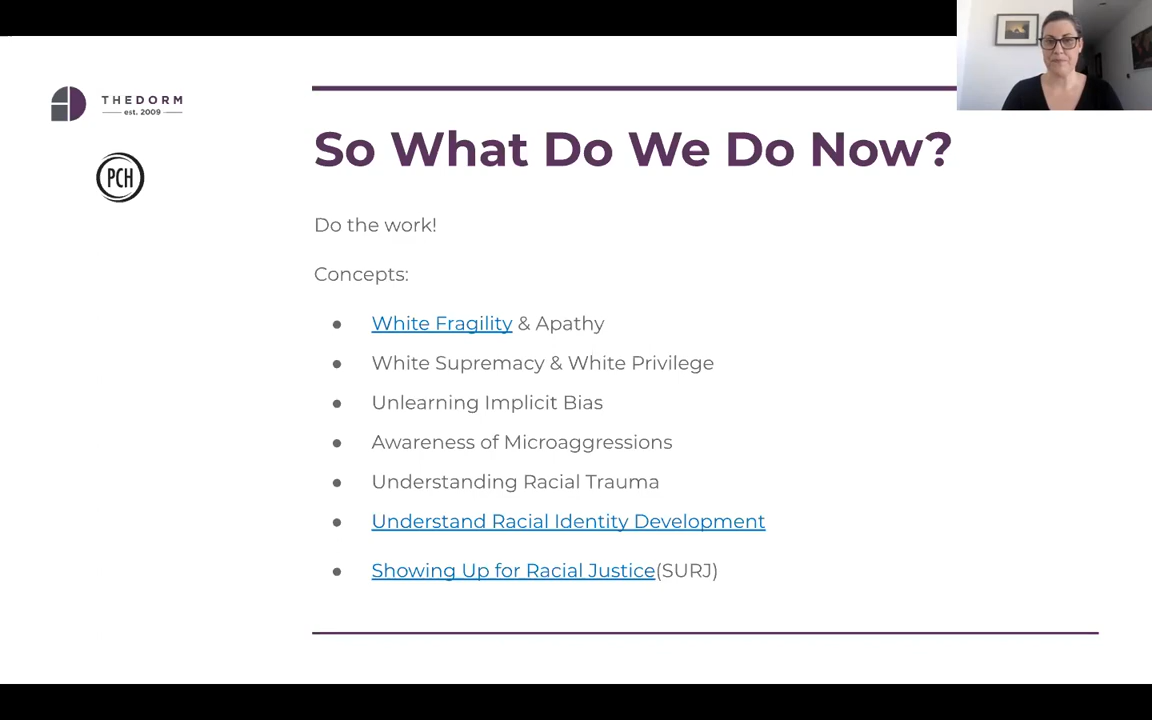 THEDORM
est. 2009
PCH
So What Do We Do Now?
Do the work!
Concepts:
● White Fragility & Apathy
● White Supremacy & White Privilege
● Unlearning Implicit Bias
● Awareness of Microaggressions
● Understanding Racial Trauma
● Understand Racial Identity Development
● Showing Up for Racial Justice(SURJ)